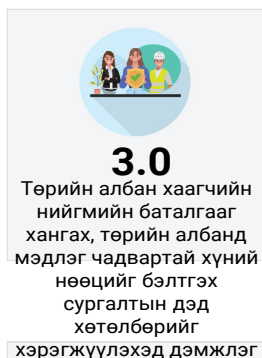 3.0
Төрийн албан хаагчийн
нийгмийн баталгааг
хангах, төрийн албанд
мэдлэг чадвартай хүний
нөөцийг бэлтгэх
сургалтын дэд
хөтөлбөрийг
хэрэгжүүлэхэд дэмжлэг